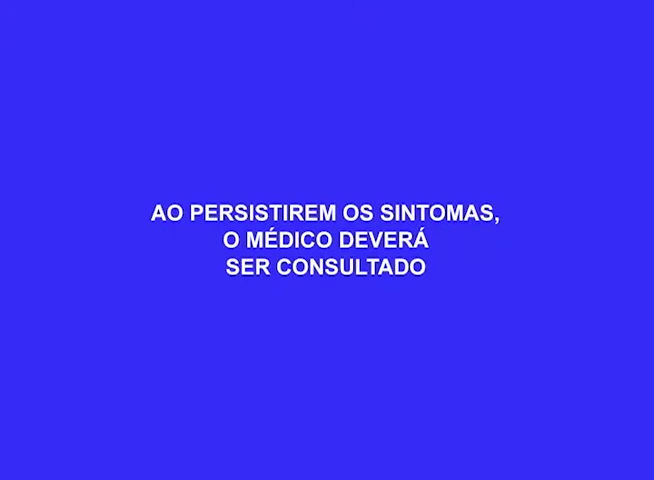 AO PERSISTIREM OS SINTOMAS,
O MÉDICO DEVERÁ
SER CONSULTADO